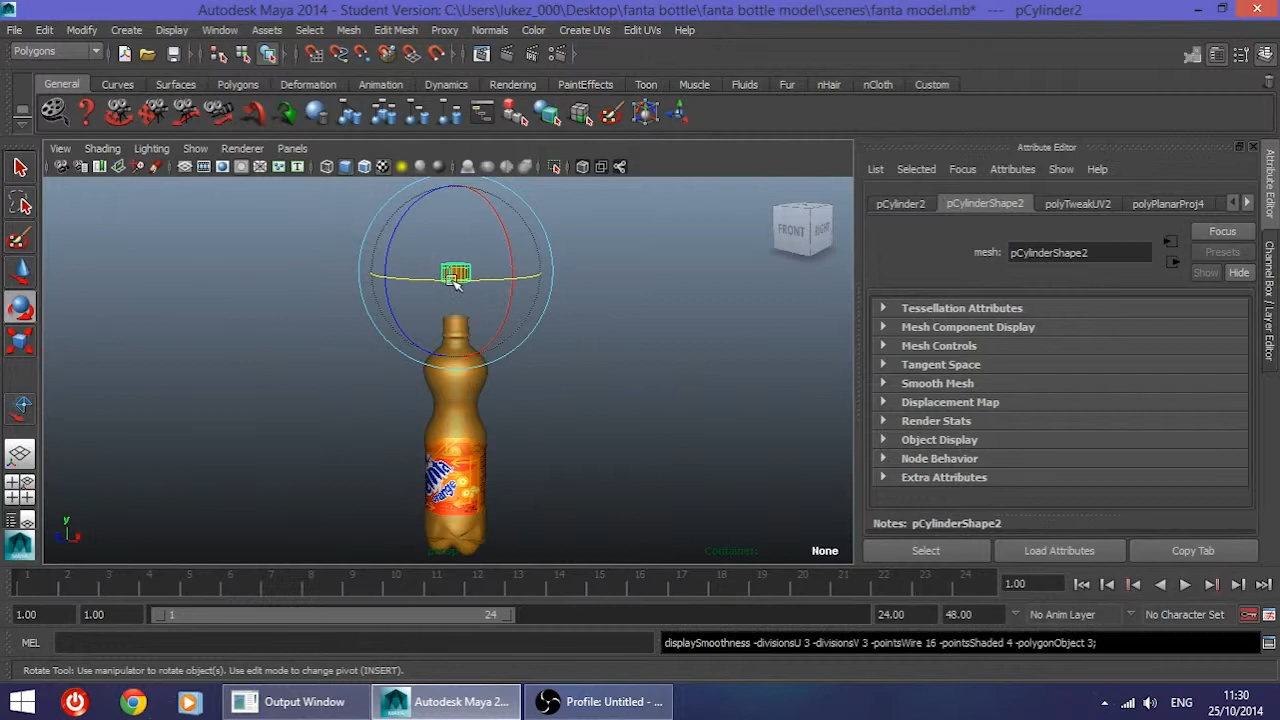 Autodesk Maya 2014 - Student Version: C:\Users\lukez_000\Desktop\fanta bottle\fanta bottle model\scenes\fanta model.mb* --- pCylinder2
File Edit Modify Create Display Window Assets Select Mesh Edit Mesh Proxy Normals Color Create UVs Edit UVs Help
Polygons
General Curves Surfaces Polygons Deformation Animation Dynamics Rendering PaintEffects Toon Muscle Fluids Fur nHair nCloth Custom
View Shading Lighting Show Renderer Panels
FRONT RIGHT
fanta
orange
y
persp
Container: None
Attribute Editor
List Selected Focus Attributes Show Help
pCylinder2 pCylinderShape2 polyTweakUV2 polyPlanarProj4
Focus
mesh: pCylinderShape2
Presets
Show Hide
Tessellation Attributes
Mesh Component Display
Mesh Controls
Tangent Space
Smooth Mesh
Displacement Map
Render Stats
Object Display
Node Behavior
Extra Attributes
Notes: pCylinderShape2
Select Load Attributes Copy Tab
Attribute Editor
Channel Box / Layer Editor
1 2 3 4 5 6 7 8 9 10 11 12 13 14 15 16 17 18 19 20 21 22 23 24 1.00
1.00 1.00 1 24 24.00 48.00 No Anim Layer No Character Set
MEL displaySmoothness -divisionsU 3 -divisionsV 3 -pointsWire 16 -pointsShaded 4 -polygonObject 3;
Rotate Tool: Use manipulator to rotate object(s). Use edit mode to change pivot (INSERT).
Output Window Autodesk Maya 2... Profile: Untitled - ... ENG 11:30
25/10/2014